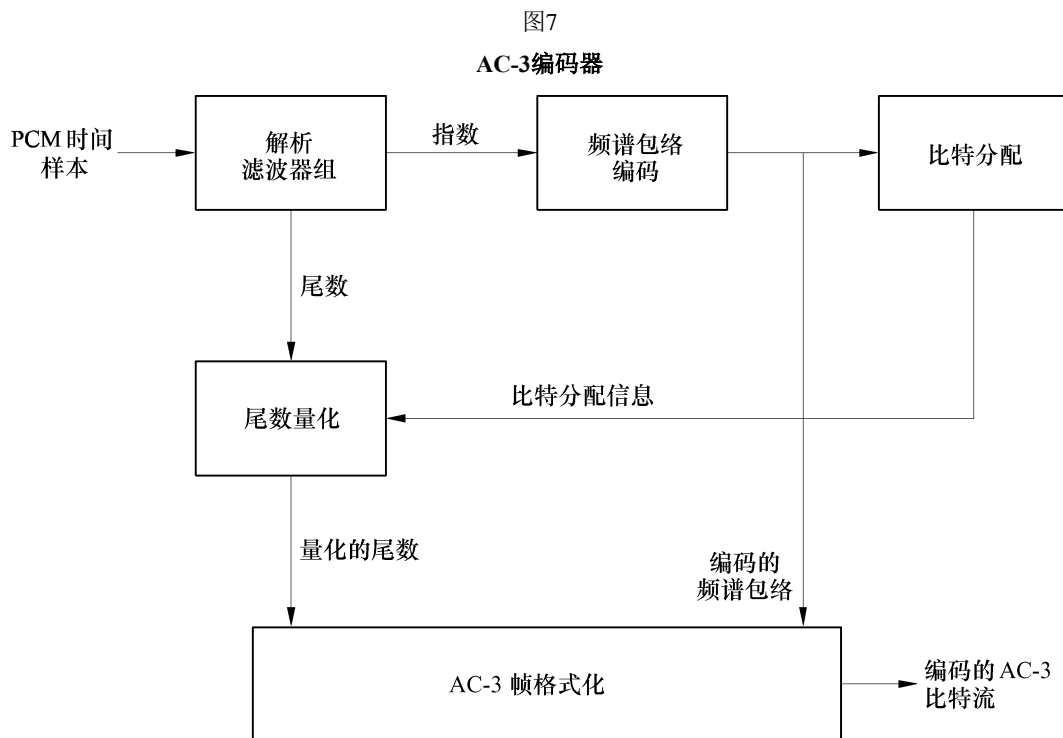 图7
AC-3编码器
PCM 时间
样本
解析
滤波器组
指数
频谱包络
编码
比特分配
尾数
尾数量化
比特分配信息
量化的尾数
编码的
频谱包络
AC-3 帧格式化
编码的 AC-3
比特流